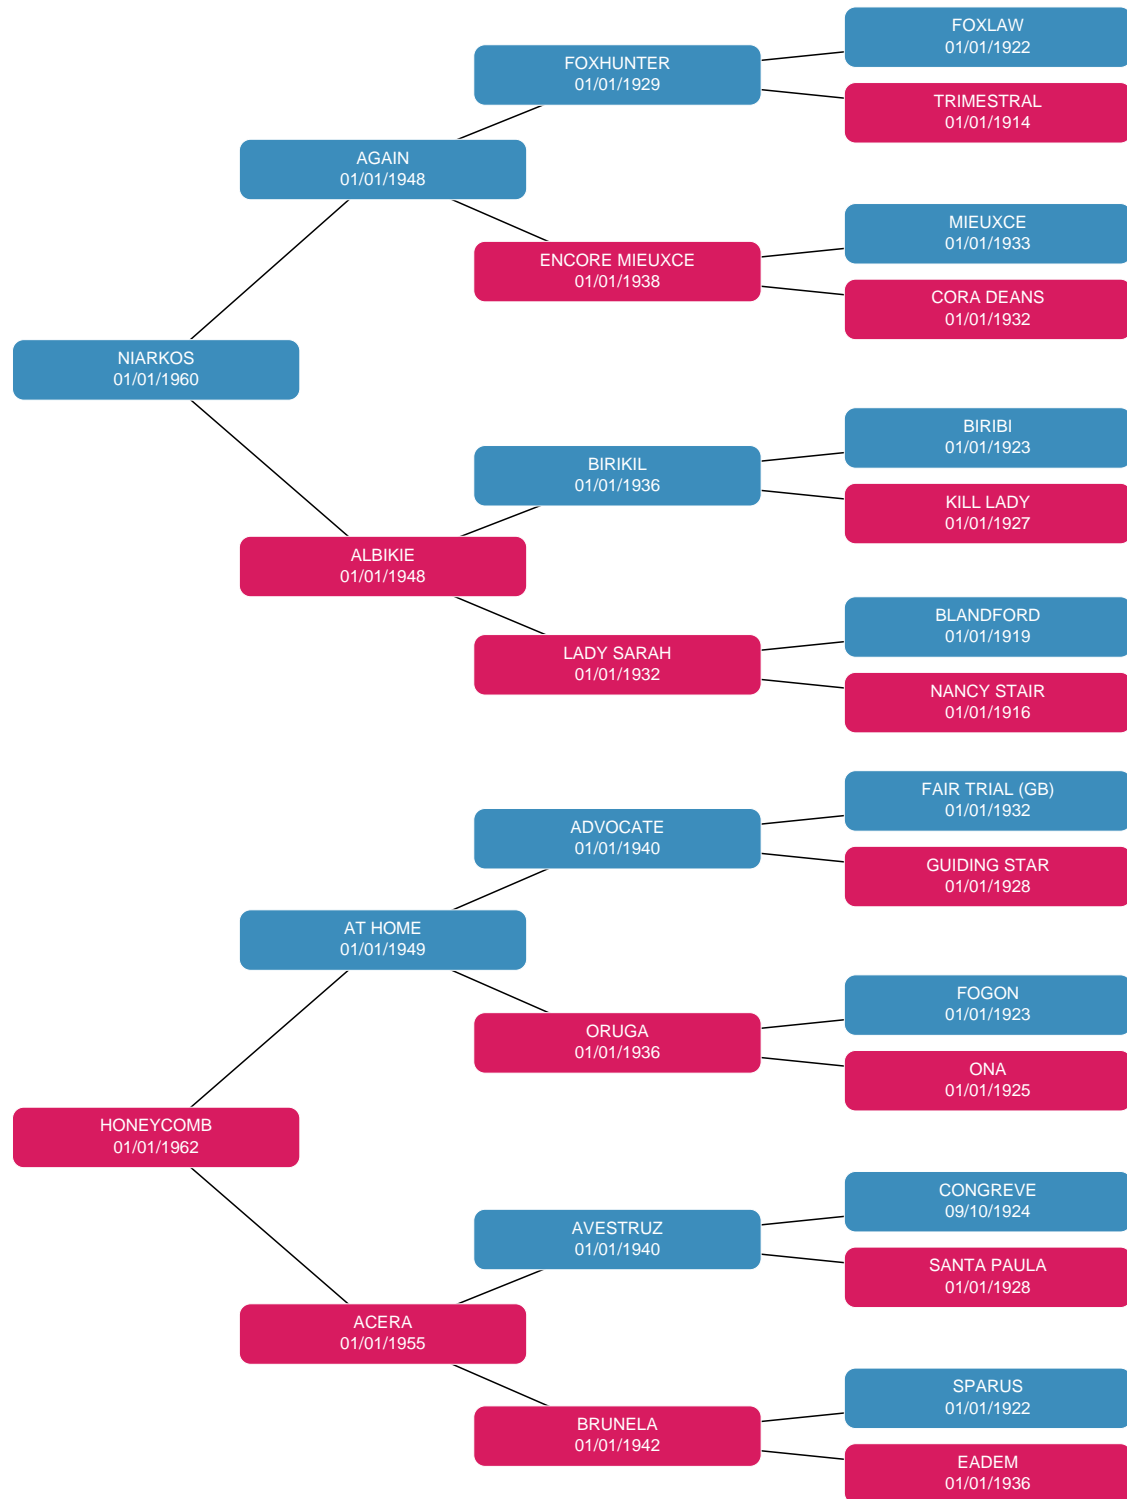 FOXLAW
01/01/1922
FOXHUNTER
01/01/1929
TRIMESTRAL
01/01/1914
AGAIN
01/01/1948
MIEUXCE
01/01/1933
ENCORE MIEUXCE
01/01/1938
CORA DEANS
01/01/1932
NIARKOS
01/01/1960
BIRIBI
01/01/1923
BIRIKIL
01/01/1936
KILL LADY
01/01/1927
ALBIKIE
01/01/1948
BLANDFORD
01/01/1919
LADY SARAH
01/01/1932
NANCY STAIR
01/01/1916
FAIR TRIAL (GB)
01/01/1932
ADVOCATE
01/01/1940
GUIDING STAR
01/01/1928
AT HOME
01/01/1949
FOGON
01/01/1923
ORUGA
01/01/1936
ONA
01/01/1925
HONEYCOMB
01/01/1962
CONGREVE
09/10/1924
AVESTRUZ
01/01/1940
SANTA PAULA
01/01/1928
ACERA
01/01/1955
SPARUS
01/01/1922
BRUNELA
01/01/1942
EADEM
01/01/1936